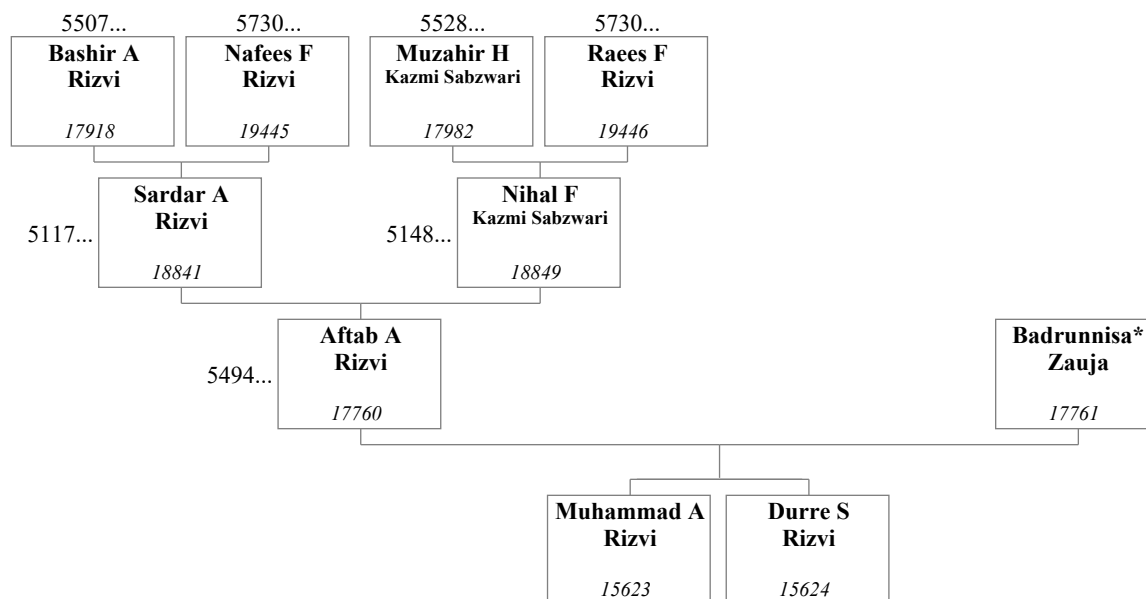 5507...
5730...
5528...
5730...
Bashir A
Rizvi
17918
Nafees F
Rizvi
19445
Muzahir H
Kazmi Sabzwari
17982
Raees F
Rizvi
19446
5117...
Sardar A
Rizvi
18841
5148...
Nihal F
Kazmi Sabzwari
18849
5494...
Aftab A
Rizvi
17760
Badrunnisa*
Zauja
17761
Muhammad A
Rizvi
15623
Durre S
Rizvi
15624